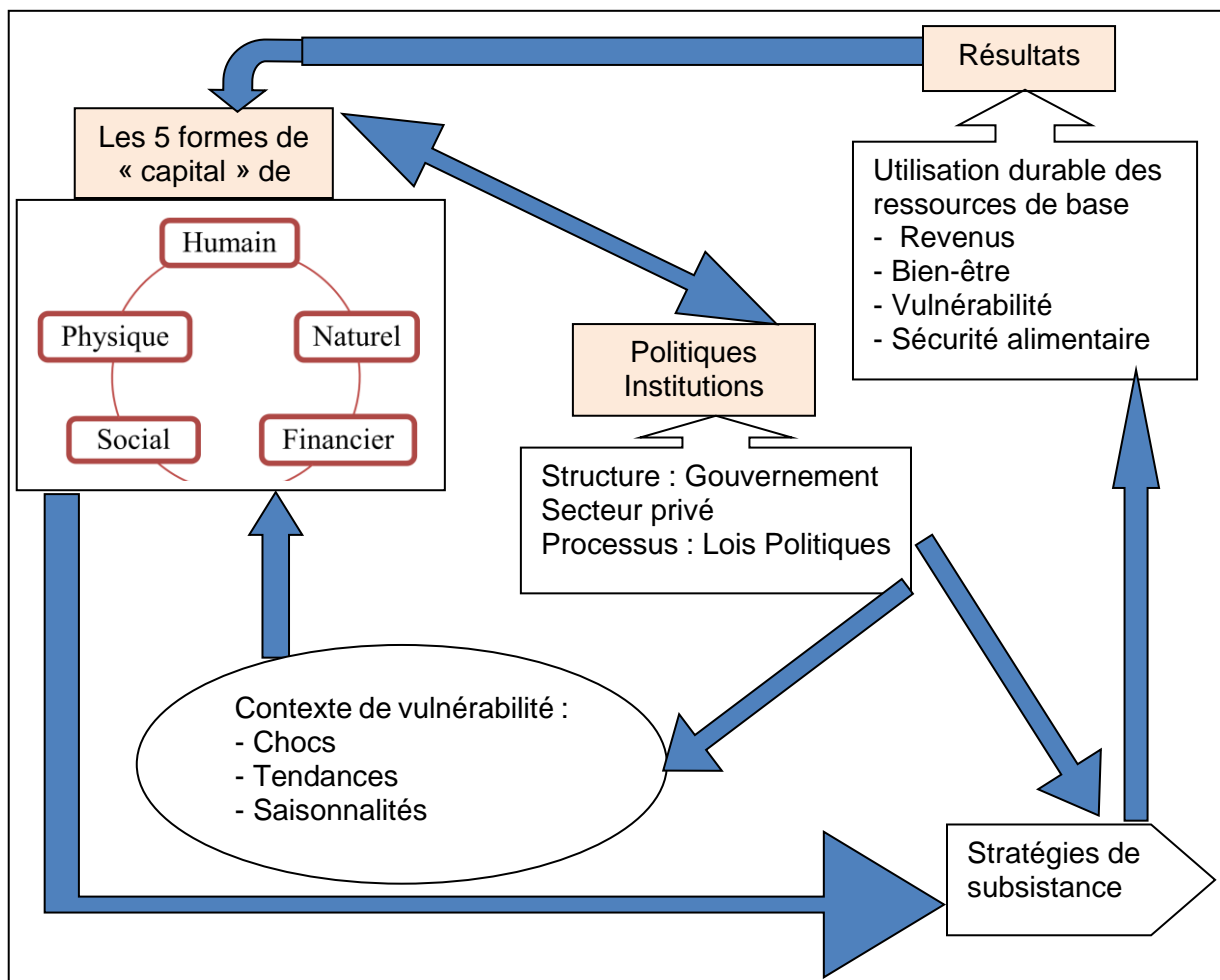 Résultats
Les 5 formes de
« capital » de
Utilisation durable des
ressources de base
- Revenus
- Bien-être
- Vulnérabilité
- Sécurité alimentaire
Humain
Physique
Naturel
Social
Financier
Politiques
Institutions
Structure : Gouvernement
Secteur privé
Processus : Lois Politiques
Contexte de vulnérabilité :
- Chocs
- Tendances
- Saisonnalités
Stratégies de
subsistance